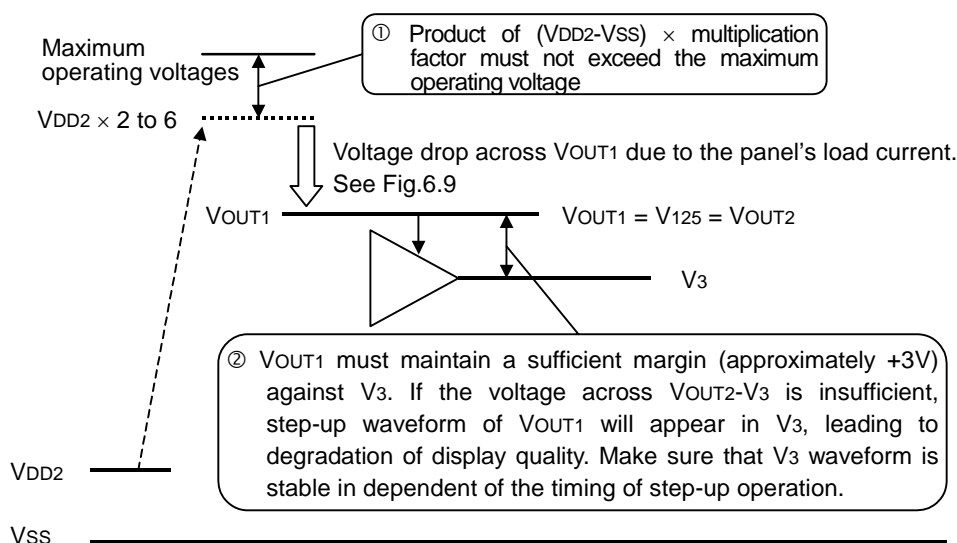 ① Product of (VDD2-VSS) × multiplication
factor must not exceed the maximum
operating voltage
Maximum
operating voltages
VDD2 × 2 to 6
Voltage drop across VOUT1 due to the panel's load current.
See Fig.6.9
VOUT1
VOUT1 = V125 = VOUT2
V3
② VOUT1 must maintain a sufficient margin (approximately +3V)
against V3. If the voltage across VOUT2-V3 is insufficient,
step-up waveform of VOUT1 will appear in V3, leading to
degradation of display quality. Make sure that V3 waveform is
stable in dependent of the timing of step-up operation.
VDD2
VSS